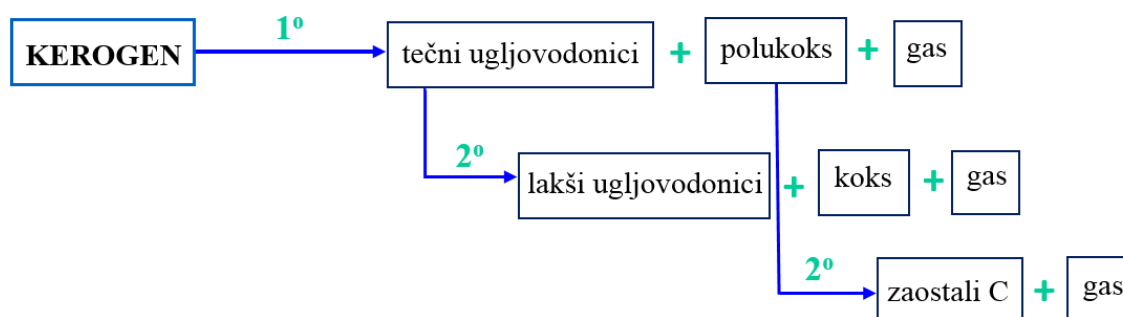 KEROGEN 1º tečni ugljovodonici + polukoks + gas
2º lakši ugljovodonici + koks + gas
2º zaostali C + gas